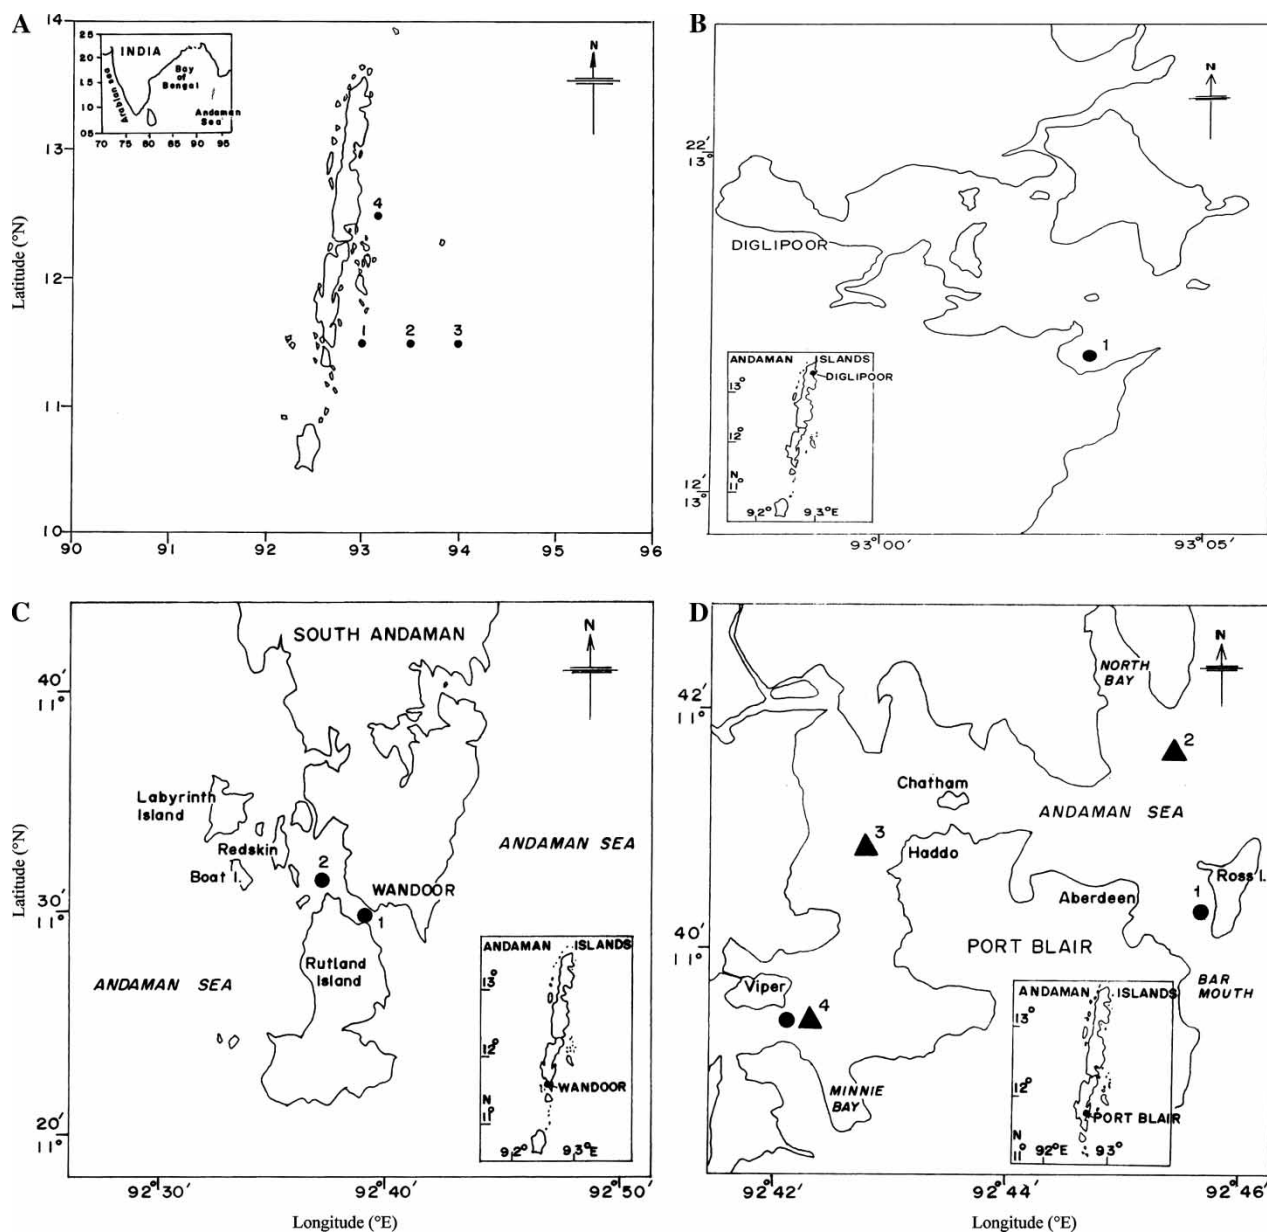 A
14
13
12
11
10
Latitude (°N)
90
91
92
93
94
95
96
N
INDIA
Bay
of
Bengal
Arabian sea
Andaman
Sea
25
20
15
10
05
70 75 80 85 90 95
4
1 2 3
B
N
22'
13°
DIGLIPOOR
1
ANDAMAN ISLANDS
DIGLIPOOR
13°
12°
N
11°
92° 93°E
12'
13°
93°00'
93°05'
C
SOUTH ANDAMAN
N
40'
11°
Labyrinth
Island
Redskin
Boat I.
2
WANDOOR
1
ANDAMAN SEA
30'
11°
Rutland
Island
ANDAMAN SEA
20'
11°
Latitude (°N)
ANDAMAN ISLANDS
13°
12°
WANDOOR
N
11°
92° 93°E
92°30'
92°40'
92°50'
Longitude (°E)
D
NORTH
BAY
N
42'
11°
2
Chatham
ANDAMAN SEA
3
Haddo
Ross I.
Aberdeen
1
40'
11°
PORT BLAIR
Viper
BAR
MOUTH
4
MINNIE
BAY
ANDAMAN ISLANDS
13°
12°
PORT BLAIR
N
11°
92° 93°
92°42'
92°44'
92°46'
Longitude (°E)